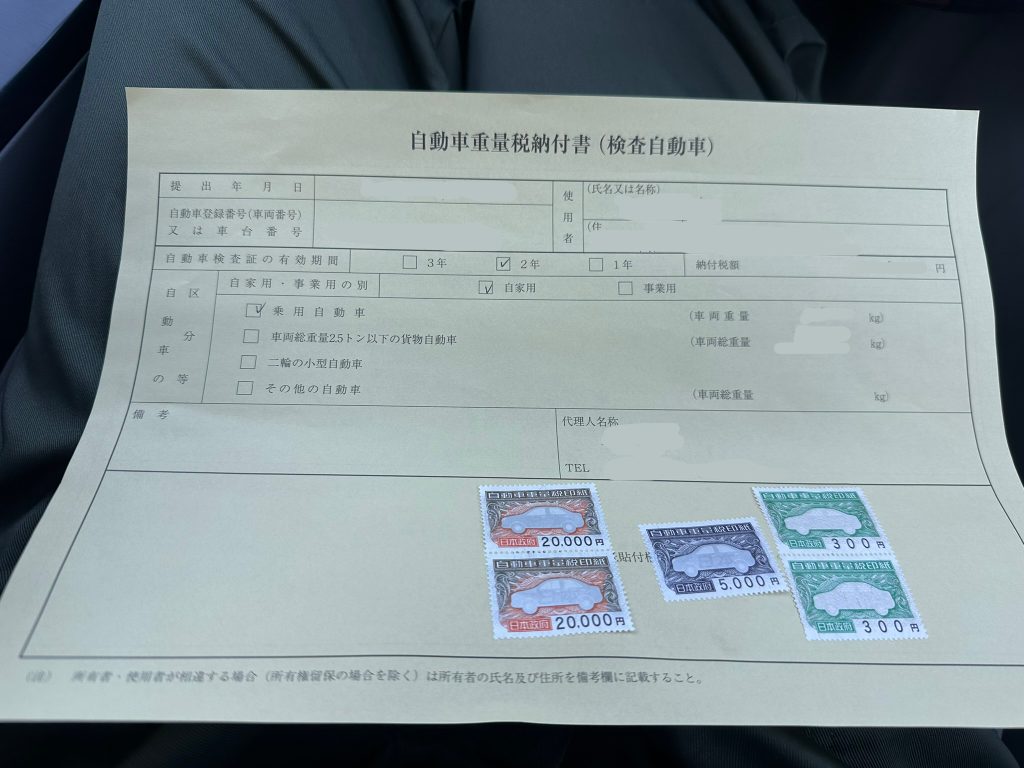 自動車重量税納付書（検査自動車）
提出年月日
自動車登録番号(車両番号)
又は車台番号
使用者
(氏名又は名称)
(住
自動車検査証の有効期間
3年
2年
1年
納付税額
円
自動車の区分等
自家用・事業用の別
自家用
事業用
乗用自動車
(車両重量 kg)
車両総重量2.5トン以下の貨物自動車
(車両総重量 kg)
二輪の小型自動車
その他の自動車
(車両総重量 kg)
備考
代理人名称
TEL
自動車重量税印紙
日本政府 20,000円
自動車重量税印紙
日本政府 20,000円
貼付
自動車重量税印紙
日本政府 5,000円
自動車重量税印紙
日本政府 300円
自動車重量税印紙
日本政府 300円
(注) 所有者・使用者が相違する場合（所有権留保の場合を除く）は所有者の氏名及び住所を備考欄に記載すること。